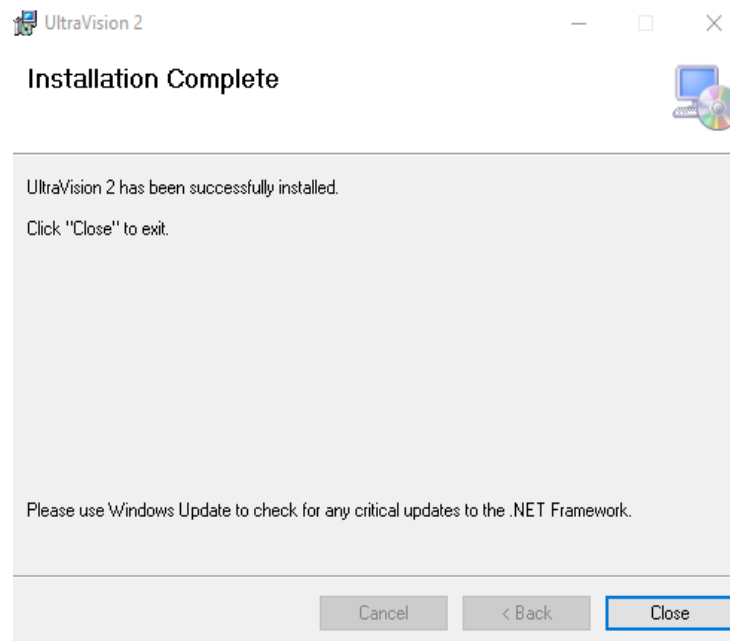 UltraVision 2
Installation Complete
UltraVision 2 has been successfully installed.
Click "Close" to exit.
Please use Windows Update to check for any critical updates to the .NET Framework.
Cancel
< Back
Close